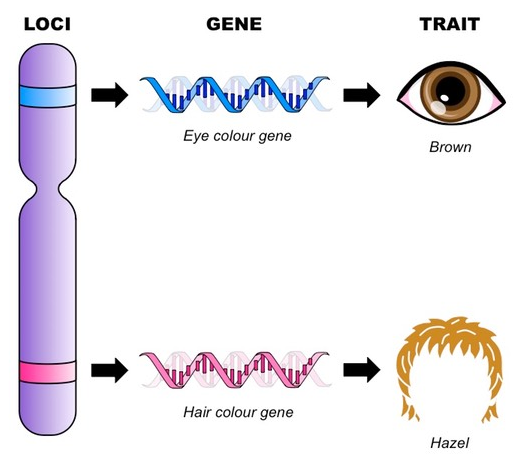 LOCI
GENE
TRAIT
Eye colour gene
Brown
Hair colour gene
Hazel